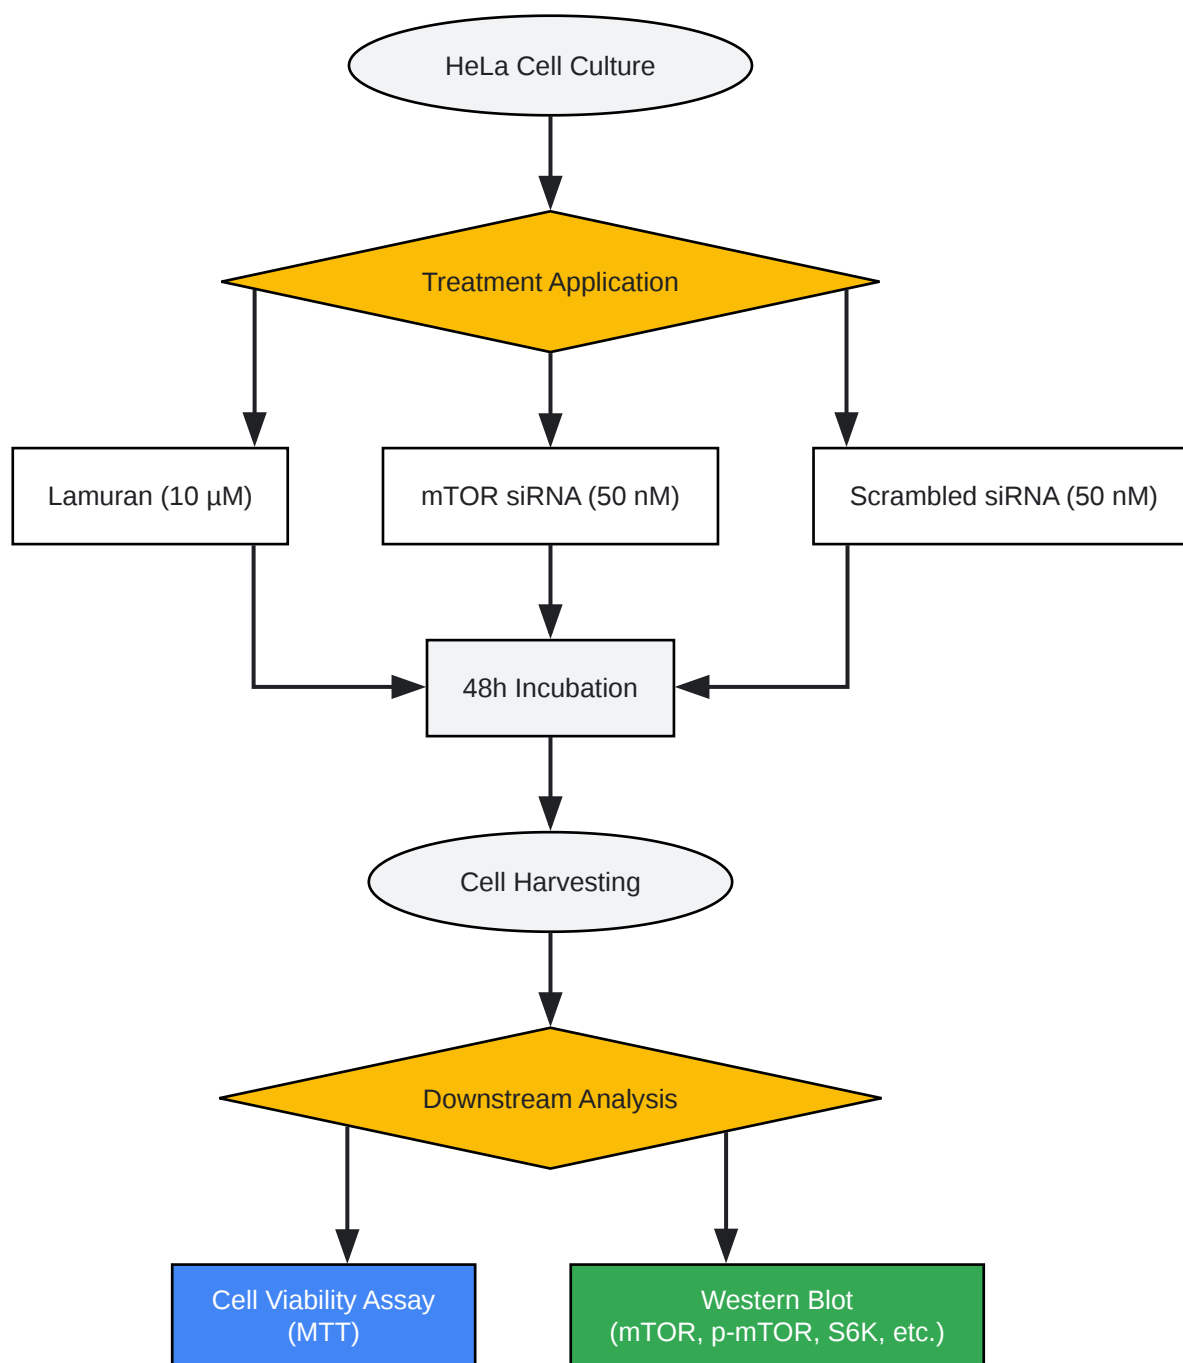 HeLa Cell Culture
Treatment Application
Lamuran (10 µM)
mTOR siRNA (50 nM)
Scrambled siRNA (50 nM)
48h Incubation
Cell Harvesting
Downstream Analysis
Cell Viability Assay
(MTT)
Western Blot
(mTOR, p-mTOR, S6K, etc.)